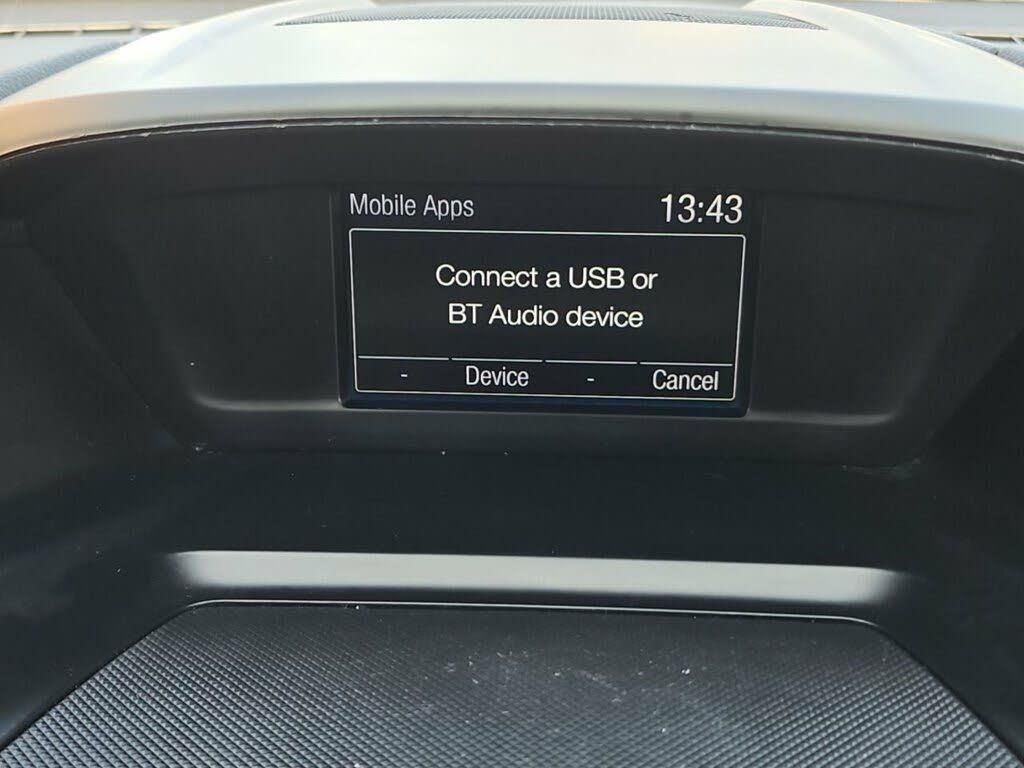 Mobile Apps 13:43
Connect a USB or
BT Audio device
- Device - Cancel